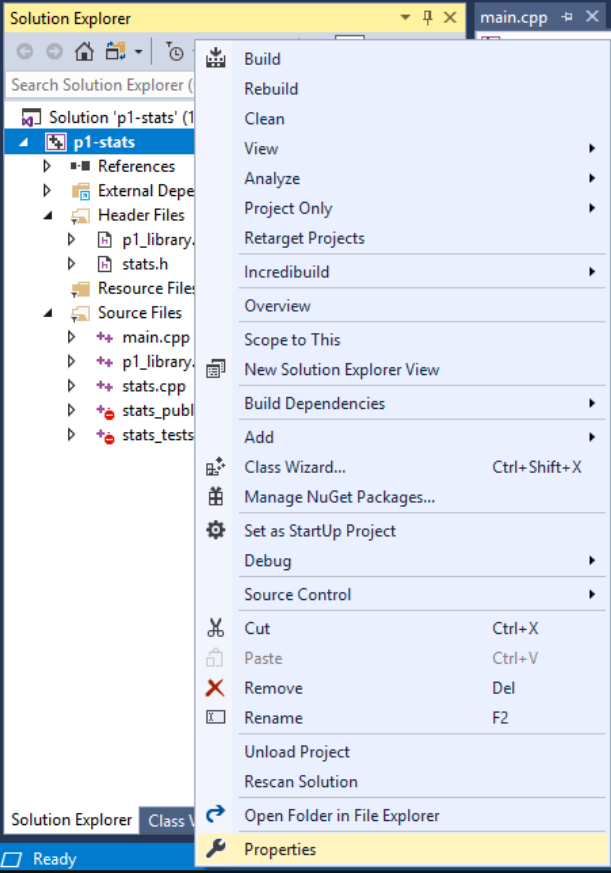 Solution Explorer
main.cpp
Search Solution Explorer (
Solution 'p1-stats' (1
p1-stats
References
External Depe
Header Files
p1_library.
stats.h
Resource Files
Source Files
main.cpp
p1_library.
stats.cpp
stats_publ
stats_tests
Build
Rebuild
Clean
View
Analyze
Project Only
Retarget Projects
Incredibuild
Overview
Scope to This
New Solution Explorer View
Build Dependencies
Add
Class Wizard... Ctrl+Shift+X
Manage NuGet Packages...
Set as StartUp Project
Debug
Source Control
Cut Ctrl+X
Paste Ctrl+V
Remove Del
Rename F2
Unload Project
Rescan Solution
Open Folder in File Explorer
Properties
Solution Explorer Class V
Ready